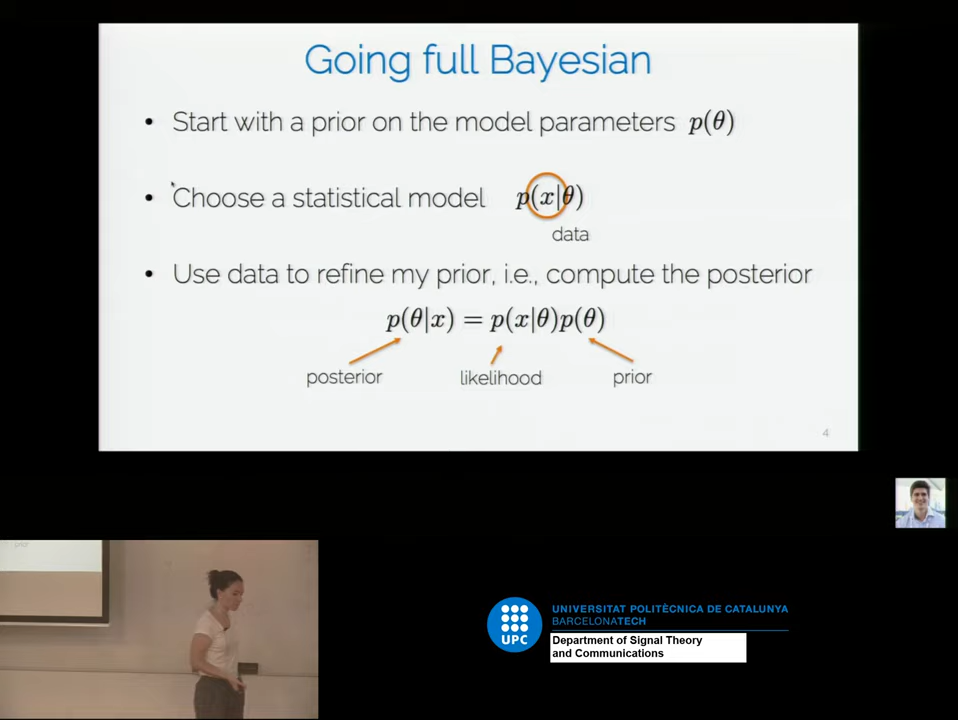 Going full Bayesian
• Start with a prior on the model parameters p(θ)
• Choose a statistical model p(x|θ)
data
• Use data to refine my prior, i.e., compute the posterior
p(θ|x) = p(x|θ)p(θ)
posterior likelihood prior
4
UNIVERSITAT POLITÈCNICA DE CATALUNYA
BARCELONATECH
UPC
Department of Signal Theory
and Communications